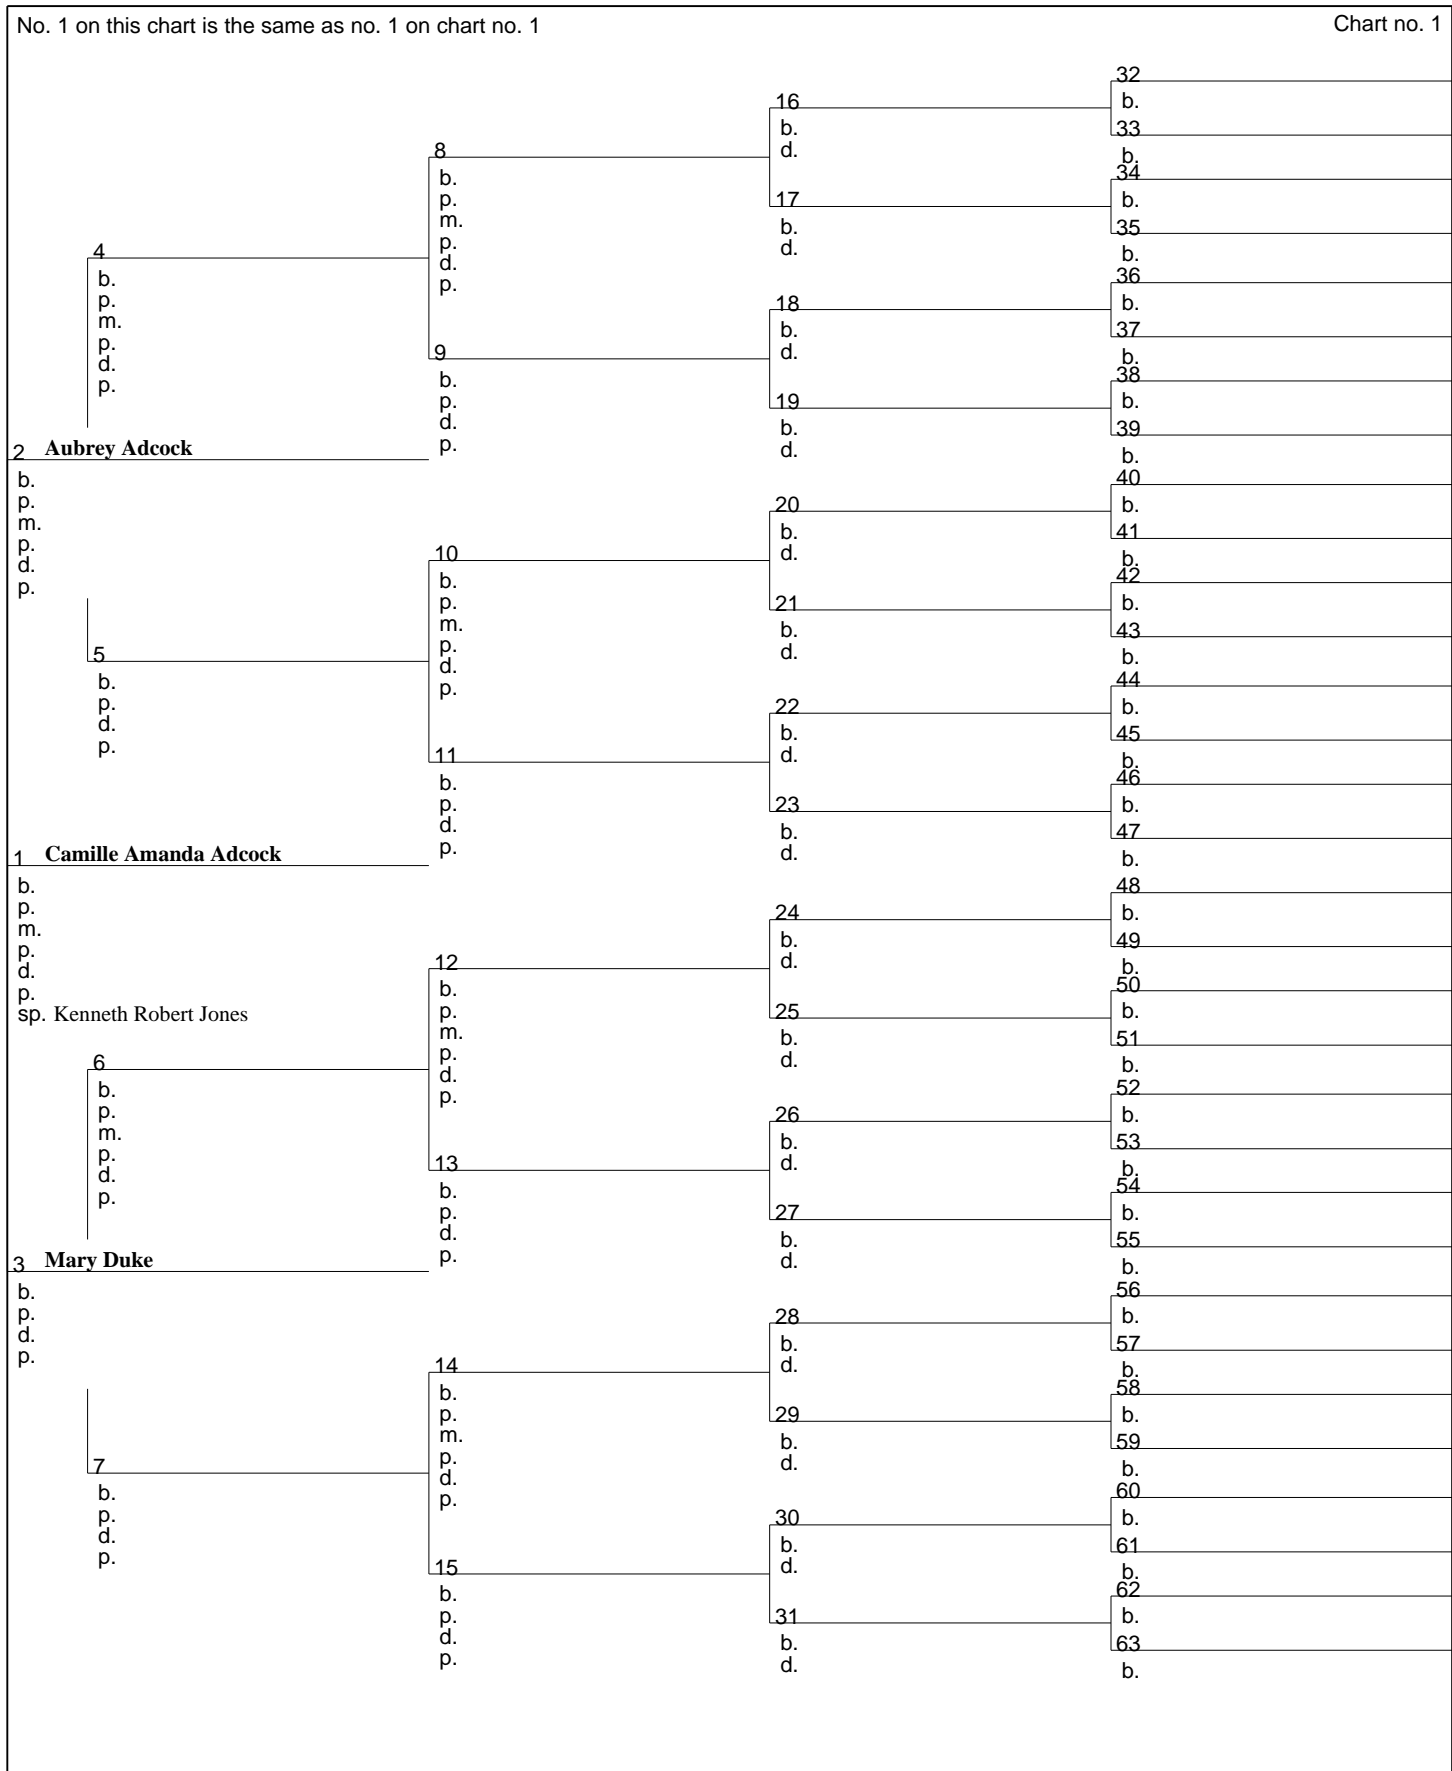 No. 1 on this chart is the same as no. 1 on chart no. 1
Chart no. 1
2 Aubrey Adcock
b.
p.
m.
p.
d.
p.
1 Camille Amanda Adcock
b.
p.
m.
p.
d.
p.
sp. Kenneth Robert Jones
3 Mary Duke
b.
p.
d.
p.
4
b.
p.
m.
p.
d.
p.
5
b.
p.
d.
p.
6
b.
p.
m.
p.
d.
p.
7
b.
p.
d.
p.
8
b.
p.
m.
p.
d.
p.
9
b.
p.
d.
p.
10
b.
p.
m.
p.
d.
p.
11
b.
p.
d.
p.
12
b.
p.
m.
p.
d.
p.
13
b.
p.
d.
p.
14
b.
p.
m.
p.
d.
p.
15
b.
p.
d.
p.
16
b.
d.
17
b.
d.
18
b.
d.
19
b.
d.
20
b.
d.
21
b.
d.
22
b.
d.
23
b.
d.
24
b.
d.
25
b.
d.
26
b.
d.
27
b.
d.
28
b.
d.
29
b.
d.
30
b.
d.
31
b.
d.
32
b.
33
b.
34
b.
35
b.
36
b.
37
b.
38
b.
39
b.
40
b.
41
b.
42
b.
43
b.
44
b.
45
b.
46
b.
47
b.
48
b.
49
b.
50
b.
51
b.
52
b.
53
b.
54
b.
55
b.
56
b.
57
b.
58
b.
59
b.
60
b.
61
b.
62
b.
63
b.